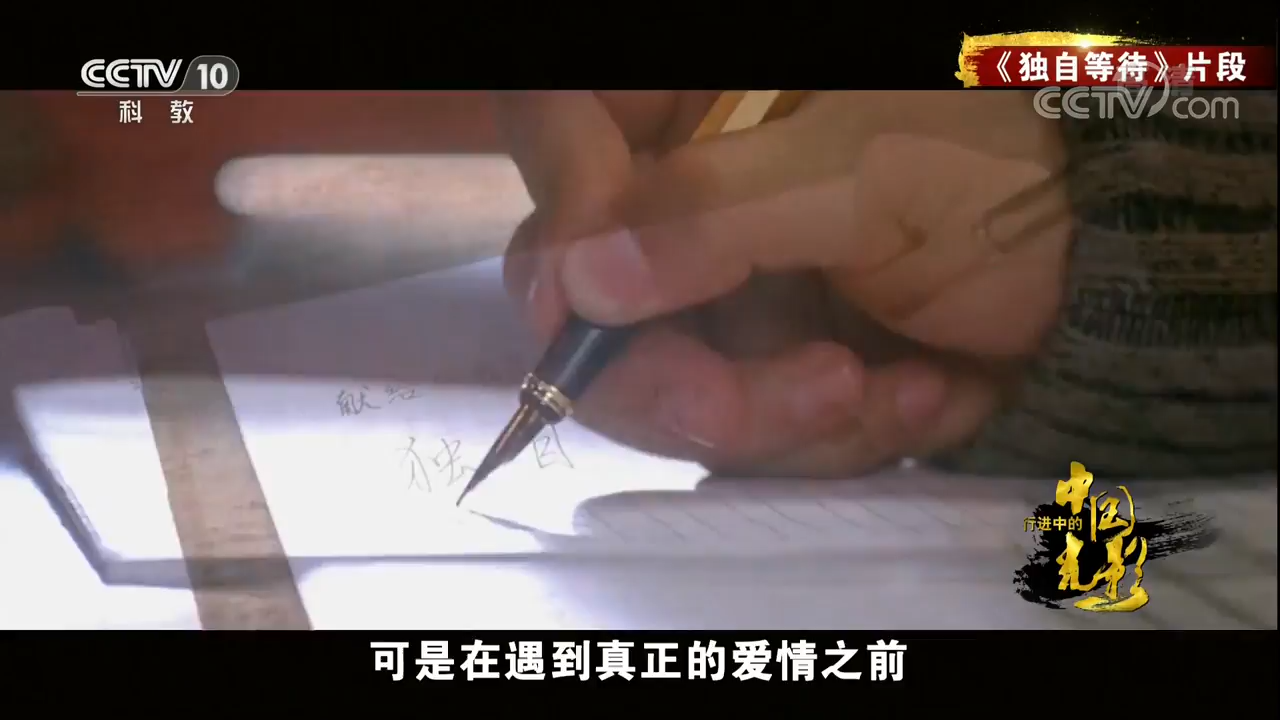 CCTV 10
科教
《独自等待》片段
CCTV.com
献给
独自
行进中的
中国
光影
可是在遇到真正的爱情之前